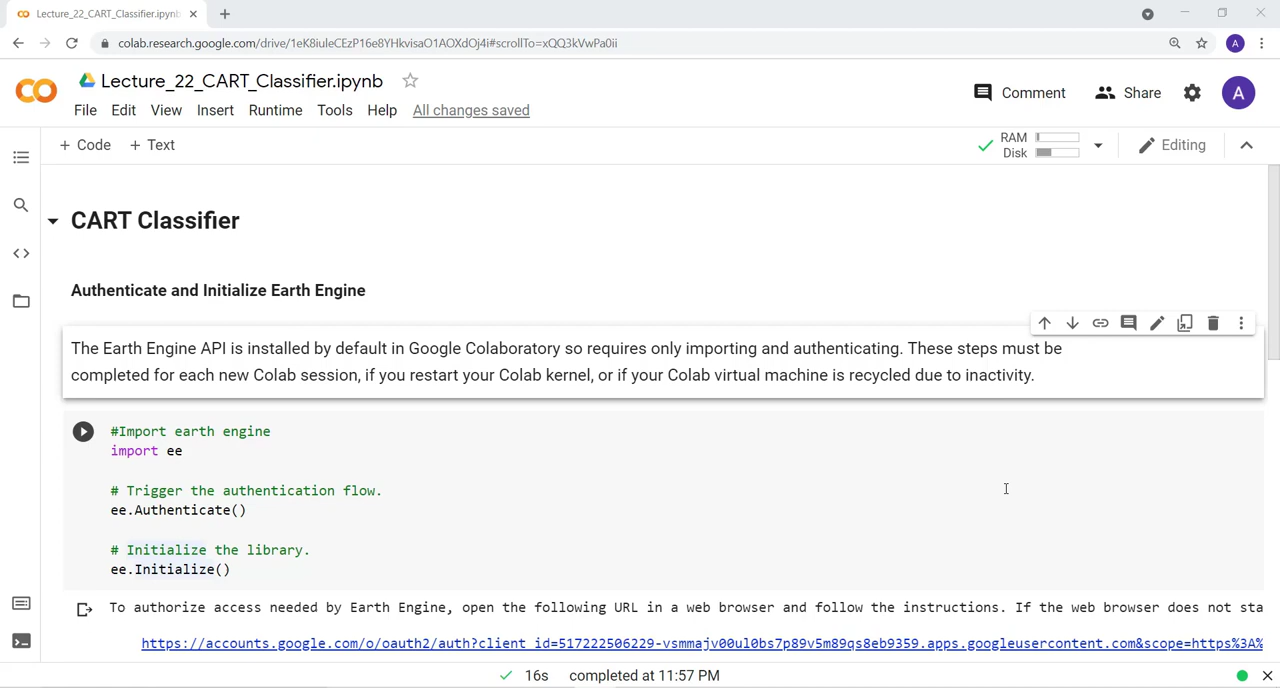 Lecture_22_CART_Classifier.ipynb
colab.research.google.com/drive/1eK8iuleCEzP16e8YHkvisaO1AOXdOj4i#scrollTo=xQQ3kVwPa0ii
A
Lecture_22_CART_Classifier.ipynb
Comment
Share
A
File Edit View Insert Runtime Tools Help All changes saved
+ Code + Text
RAM
Disk
Editing
CART Classifier
Authenticate and Initialize Earth Engine
The Earth Engine API is installed by default in Google Colaboratory so requires only importing and authenticating. These steps must be
completed for each new Colab session, if you restart your Colab kernel, or if your Colab virtual machine is recycled due to inactivity.
#Import earth engine
import ee
# Trigger the authentication flow.
ee.Authenticate()
# Initialize the library.
ee.Initialize()
To authorize access needed by Earth Engine, open the following URL in a web browser and follow the instructions. If the web browser does not sta
https://accounts.google.com/o/oauth2/auth?client_id=517222506229-vsmmajv00ul0bs7p89v5m89qs8eb9359.apps.googleusercontent.com&scope=https%3A%
16s completed at 11:57 PM